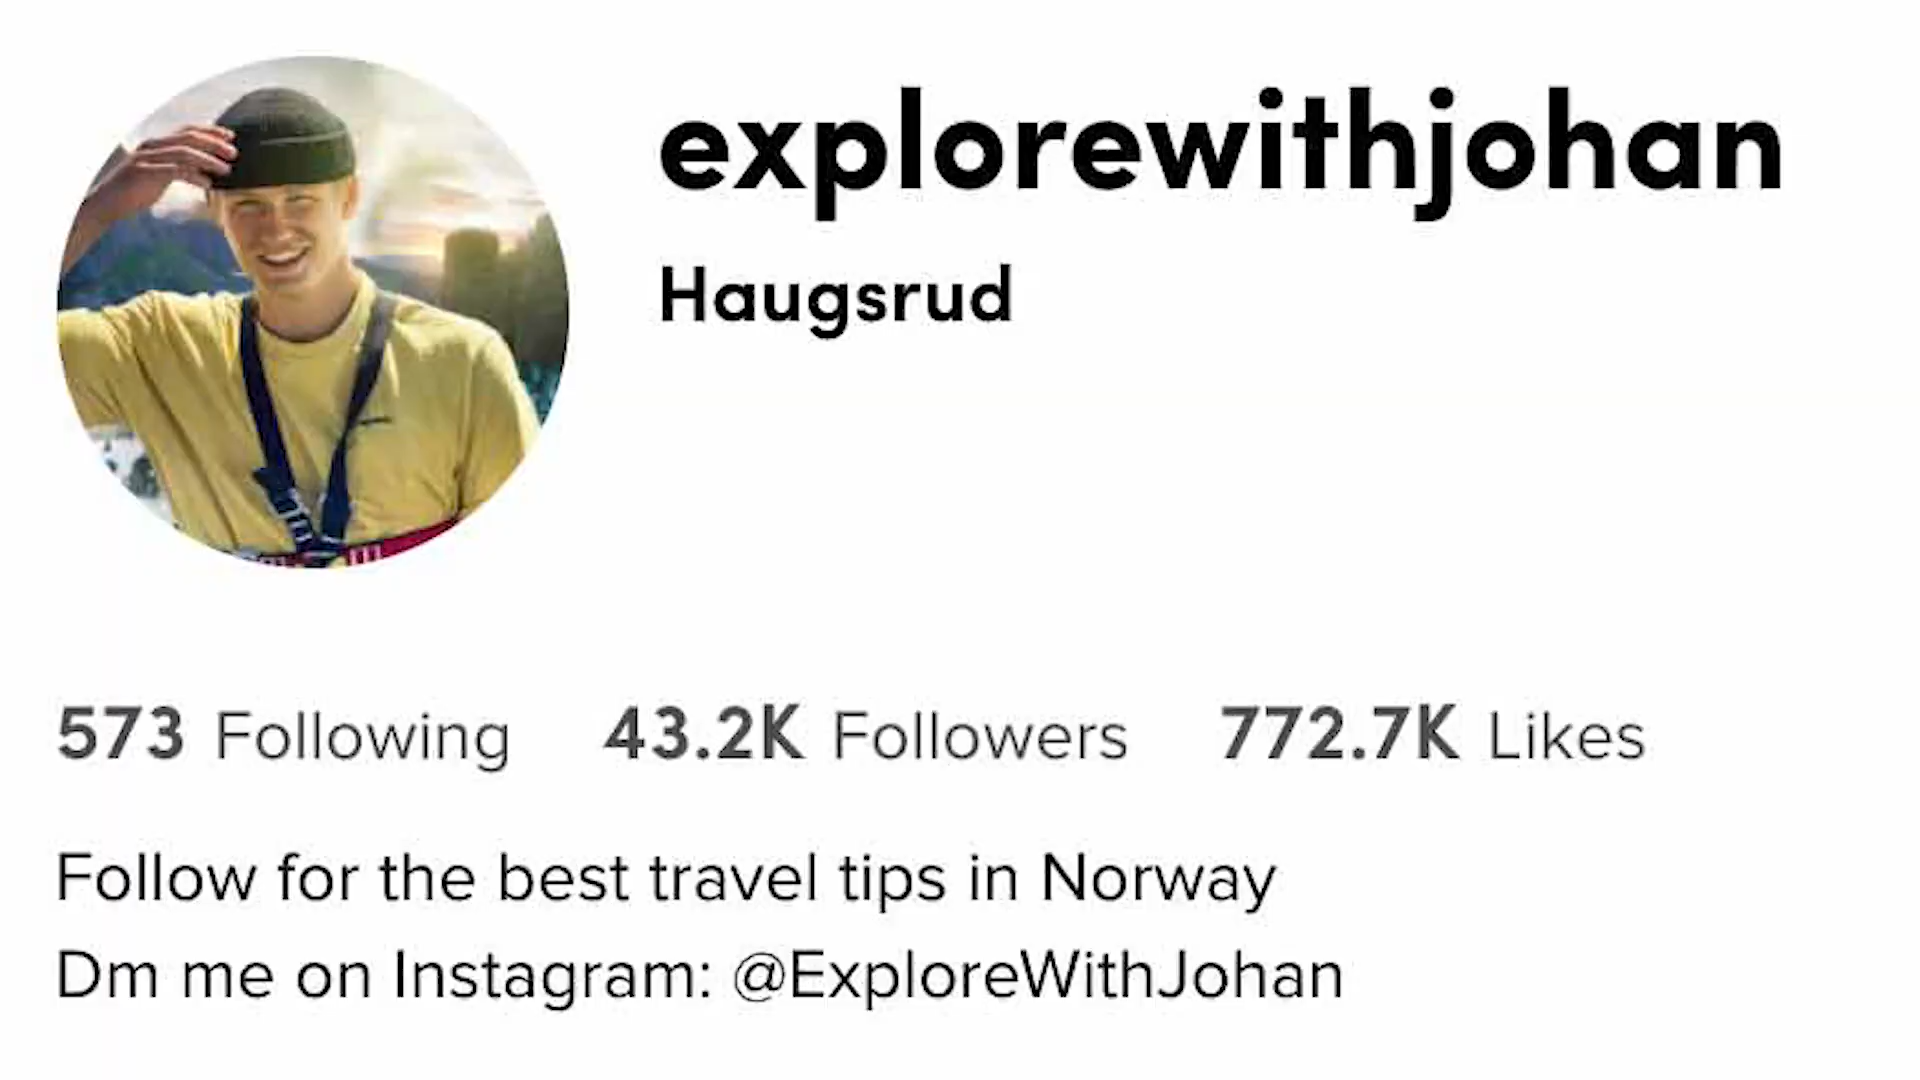 explorewithjohan
Haugsrud
573 Following 43.2K Followers 772.7K Likes
Follow for the best travel tips in Norway
Dm me on Instagram: @ExploreWithJohan